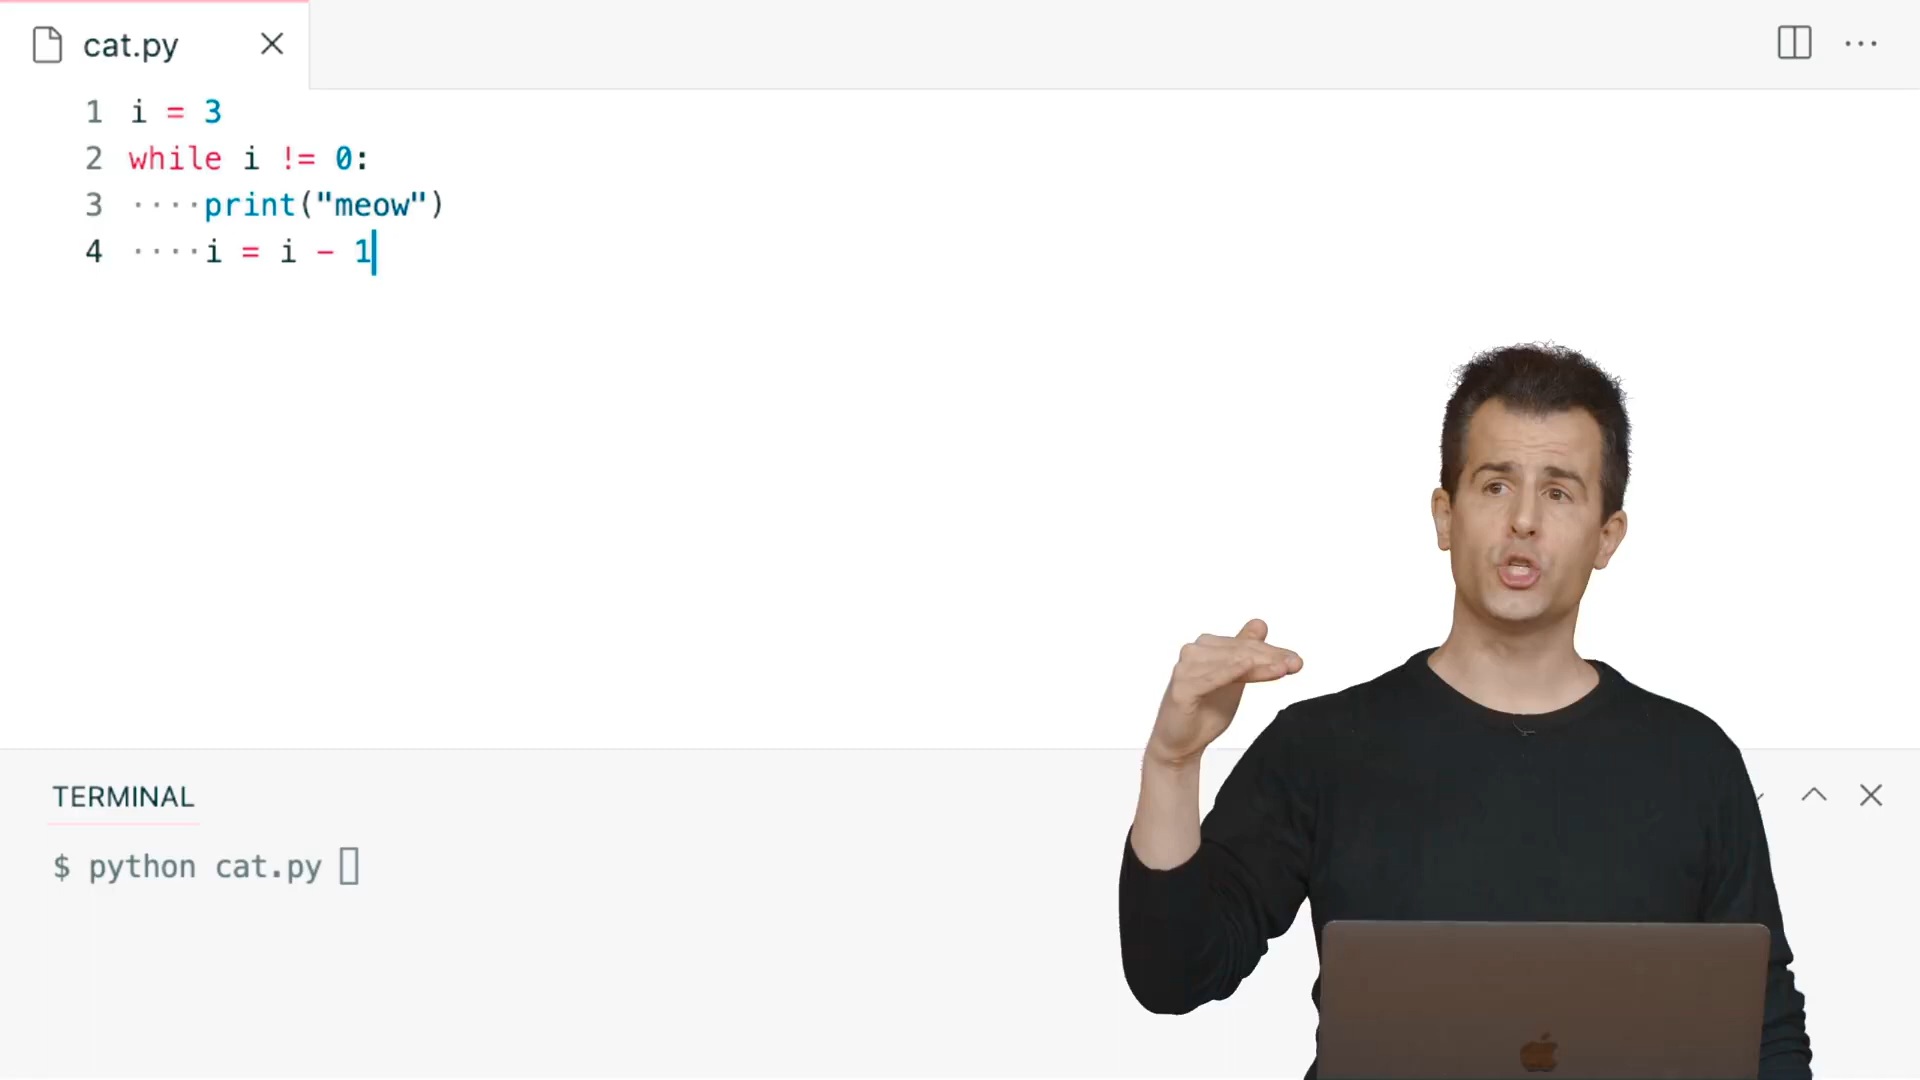 cat.py
1 i = 3
2 while i != 0:
3 ····print("meow")
4 ····i = i - 1
TERMINAL
$ python cat.py